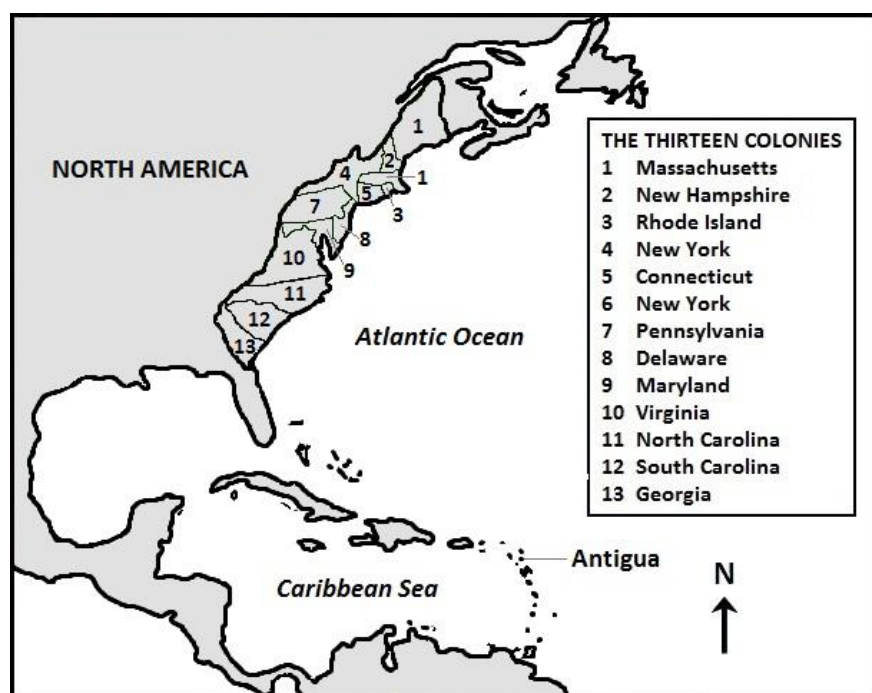 1
NORTH AMERICA
2
4
1
5
3
7
8
10
9
11
12
13
Atlantic Ocean
THE THIRTEEN COLONIES
1 Massachusetts
2 New Hampshire
3 Rhode Island
4 New York
5 Connecticut
6 New York
7 Pennsylvania
8 Delaware
9 Maryland
10 Virginia
11 North Carolina
12 South Carolina
13 Georgia
Antigua
Caribbean Sea
N